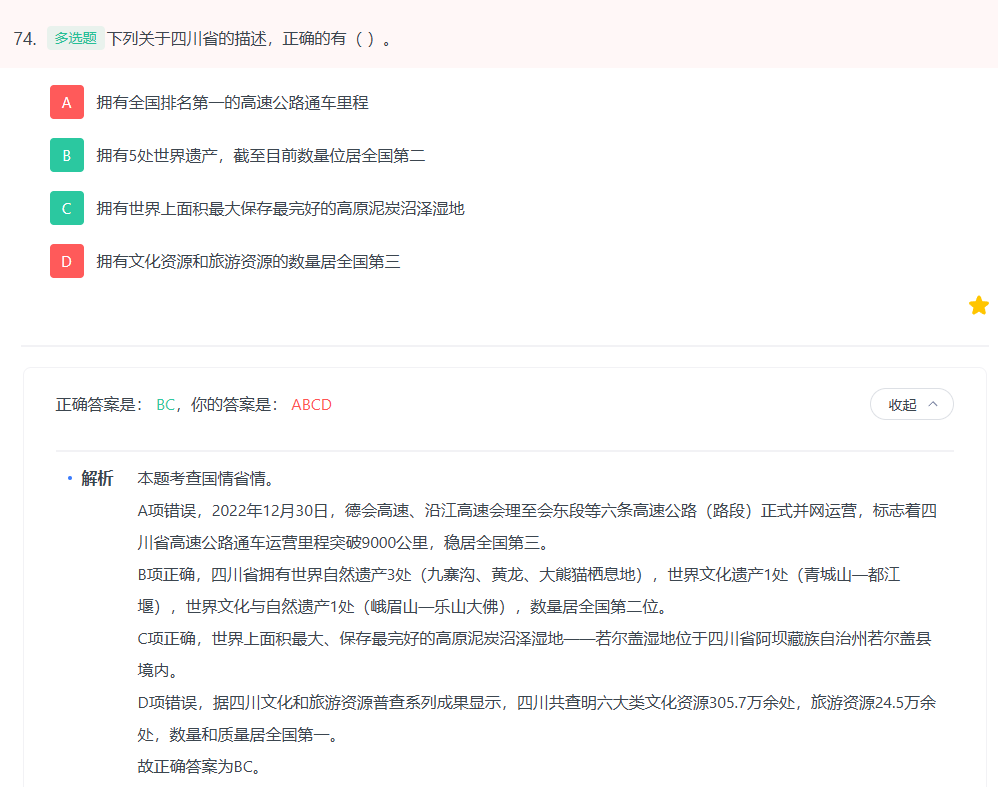 74. 多选题 下列关于四川省的描述，正确的有（ ）。
A 拥有全国排名第一的高速公路通车里程
B 拥有5处世界遗产，截至目前数量位居全国第二
C 拥有世界上面积最大保存最完好的高原泥炭沼泽湿地
D 拥有文化资源和旅游资源的数量居全国第三
正确答案是： BC，你的答案是： ABCD
收起
• 解析 本题考查国情省情。
A项错误，2022年12月30日，德会高速、沿江高速会理至会东段等六条高速公路（路段）正式并网运营，标志着四
川省高速公路通车运营里程突破9000公里，稳居全国第三。
B项正确，四川省拥有世界自然遗产3处（九寨沟、黄龙、大熊猫栖息地），世界文化遗产1处（青城山—都江
堰），世界文化与自然遗产1处（峨眉山—乐山大佛），数量居全国第二位。
C项正确，世界上面积最大、保存最完好的高原泥炭沼泽湿地——若尔盖湿地位于四川省阿坝藏族自治州若尔盖县
境内。
D项错误，据四川文化和旅游资源普查系列成果显示，四川共查明六大类文化资源305.7万余处，旅游资源24.5万余
处，数量和质量居全国第一。
故正确答案为BC。